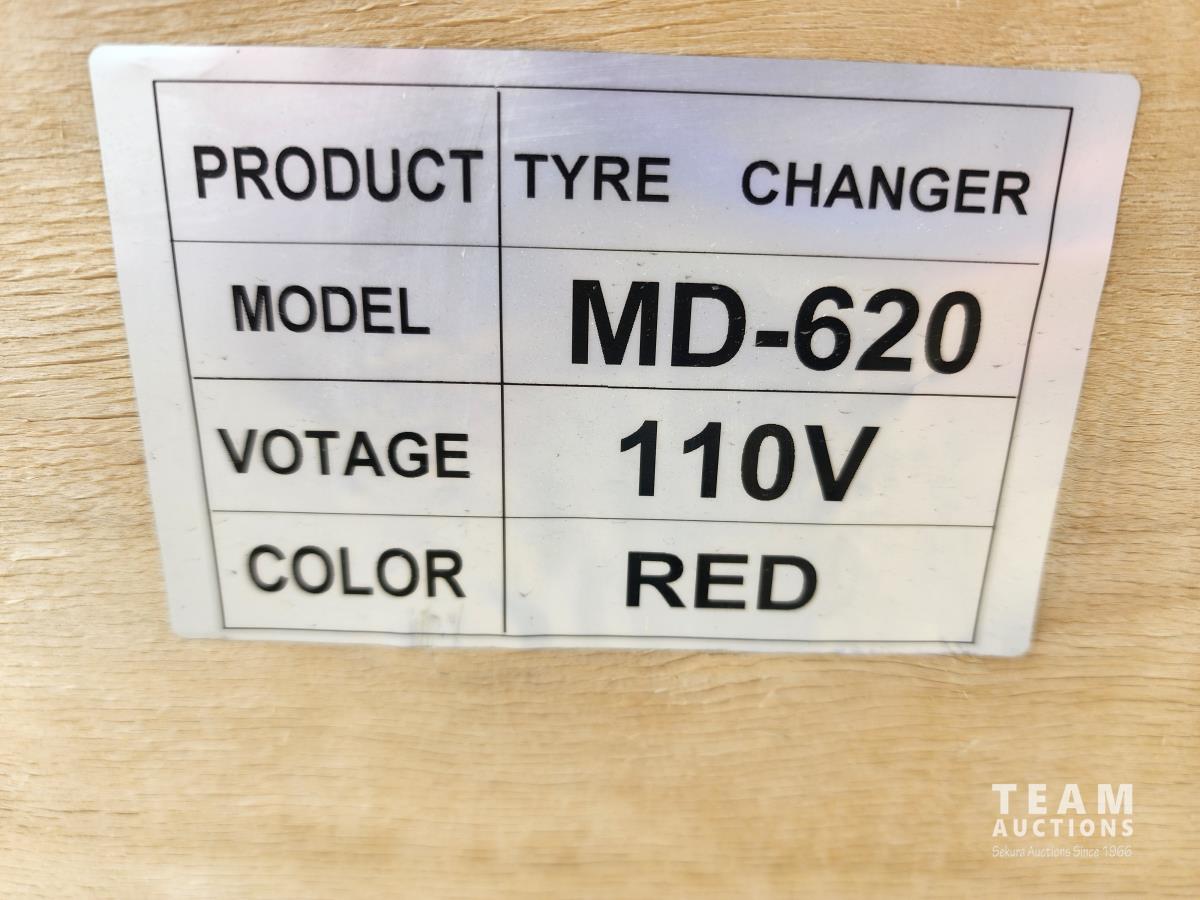 PRODUCT TYRE CHANGER
MODEL MD-620
VOTAGE 110V
COLOR RED
TEAM
AUCTIONS
Sekura Auctions Since 1966